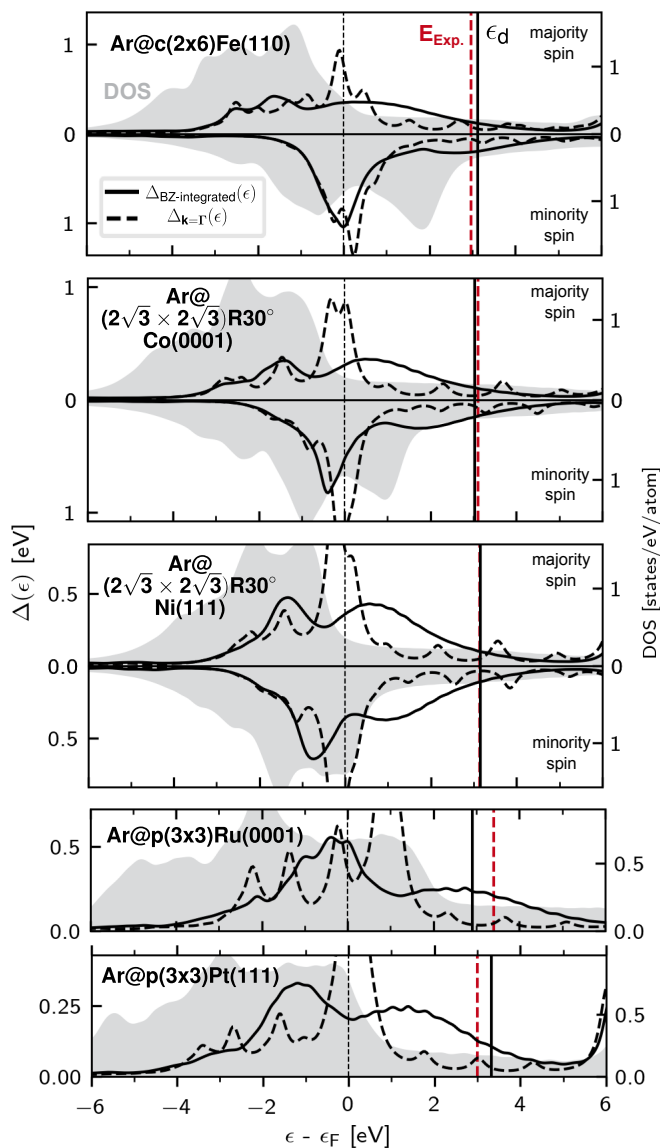 Ar@c(2x6)Fe(110)
E_Exp.
ϵ_d
majority
spin
DOS
Δ_BZ-integrated(ϵ)
Δ_k=Γ(ϵ)
minority
spin
1
0
1
1
0
1
Ar@
(2√3 × 2√3)R30°
Co(0001)
majority
spin
minority
spin
1
0
1
1
0
1
Ar@
(2√3 × 2√3)R30°
Ni(111)
majority
spin
minority
spin
0.5
0.0
0.5
1
0
1
Δ(ϵ) [eV]
DOS [states/eV/atom]
Ar@p(3x3)Ru(0001)
0.5
0.0
0.5
0.0
Ar@p(3x3)Pt(111)
0.25
0.00
0.5
0.0
−6 −4 −2 0 2 4 6
ϵ - ϵ_F [eV]